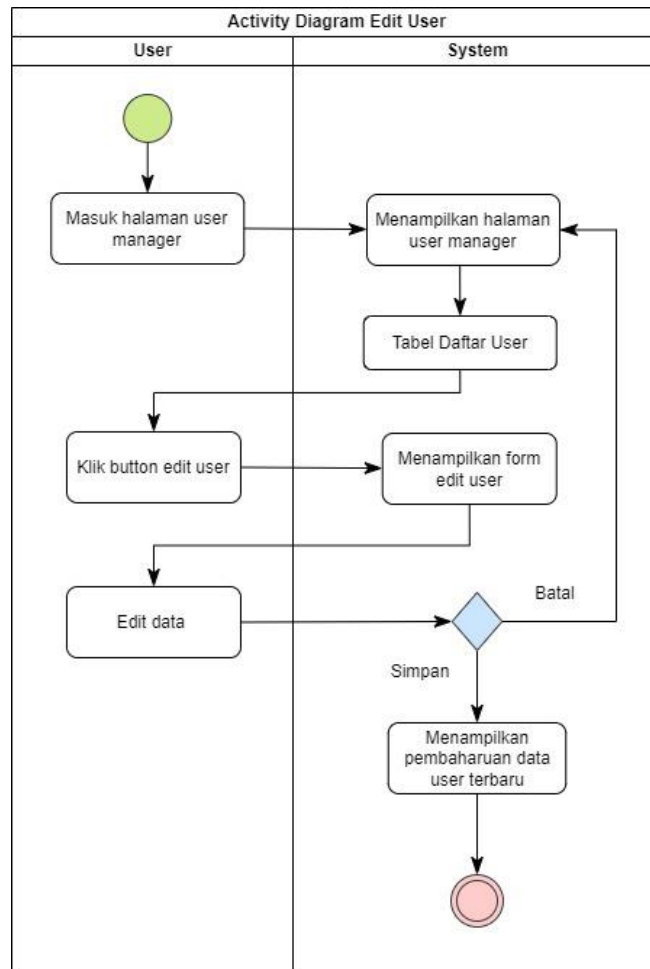 Activity Diagram Edit User
User
System
Masuk halaman user
manager
Menampilkan halaman
user manager
Tabel Daftar User
Klik button edit user
Menampilkan form
edit user
Edit data
Batal
Simpan
Menampilkan
pembaharuan data
user terbaru